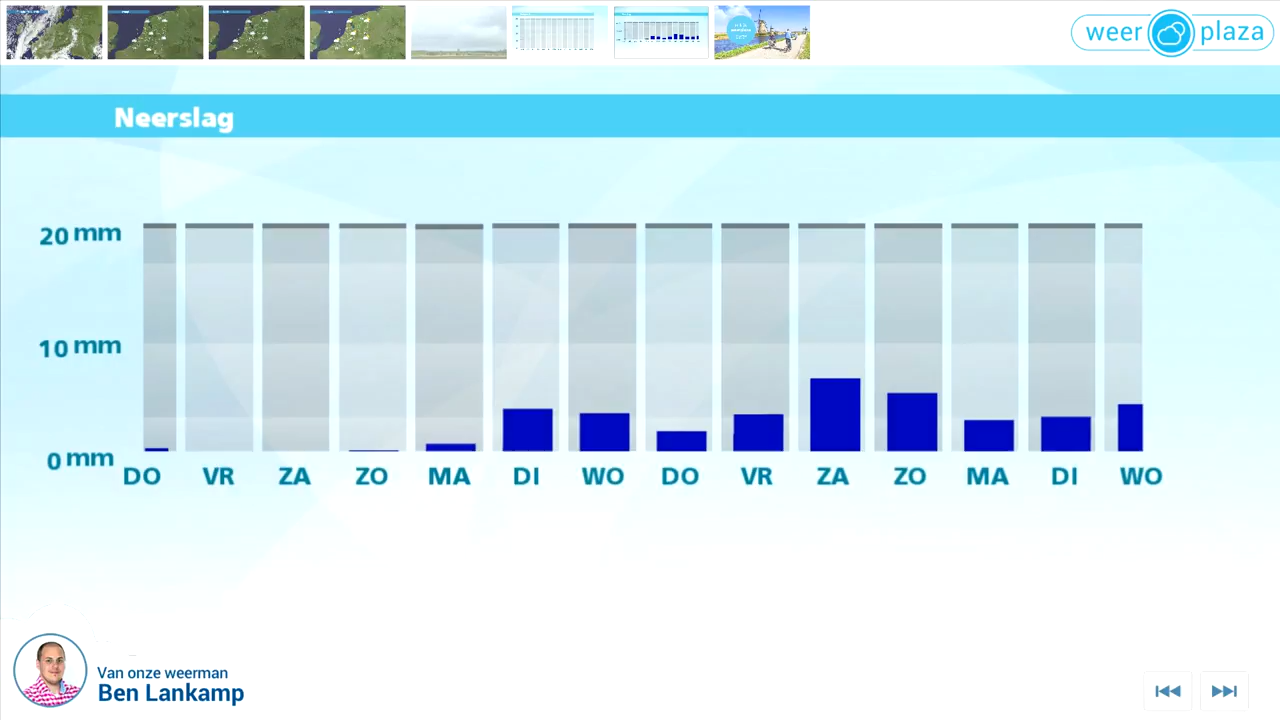 weer plaza
Neerslag
20 mm
10 mm
0 mm
DO VR ZA ZO MA DI WO DO VR ZA ZO MA DI WO
Van onze weerman
Ben Lankamp